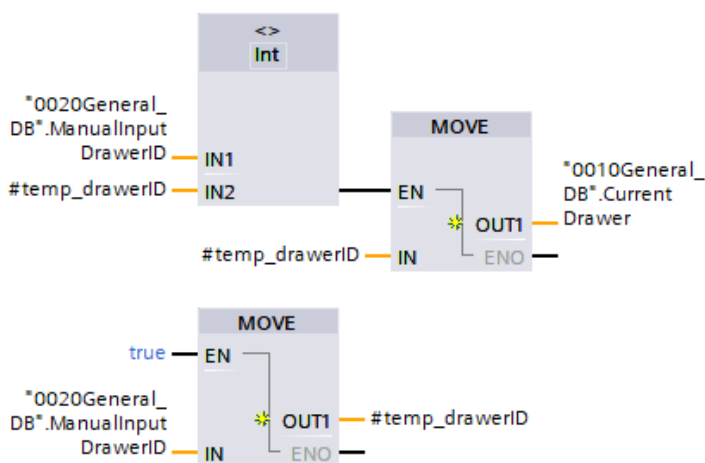 <>
Int
"0020General_
DB".ManualInput
DrawerID
IN1
#temp_drawerID
IN2
MOVE
EN
"0010General_
DB".Current
Drawer
OUT1
#temp_drawerID
IN
ENO
MOVE
true
EN
"0020General_
DB".ManualInput
DrawerID
OUT1
#temp_drawerID
IN
ENO